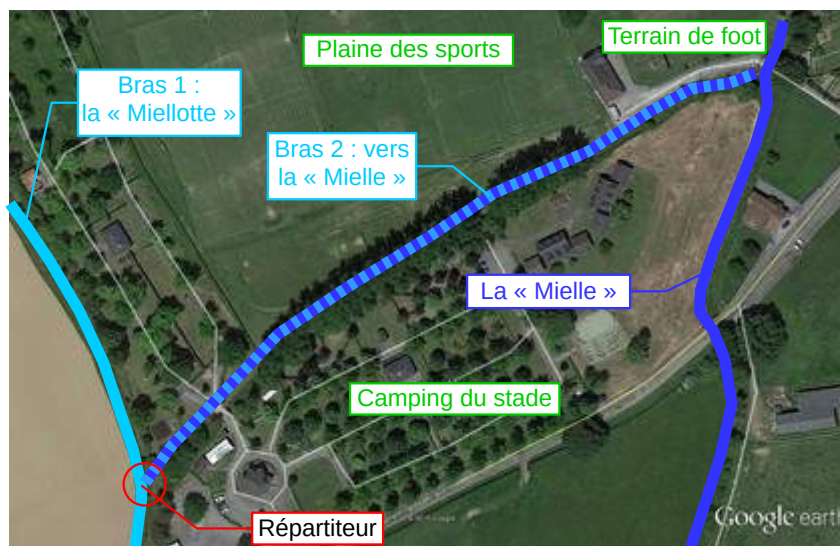 Terrain de foot
Plaine des sports
Bras 1 :
la « Miellotte »
Bras 2 : vers
la « Mielle »
La « Mielle »
Camping du stade
Répartiteur
Google earth